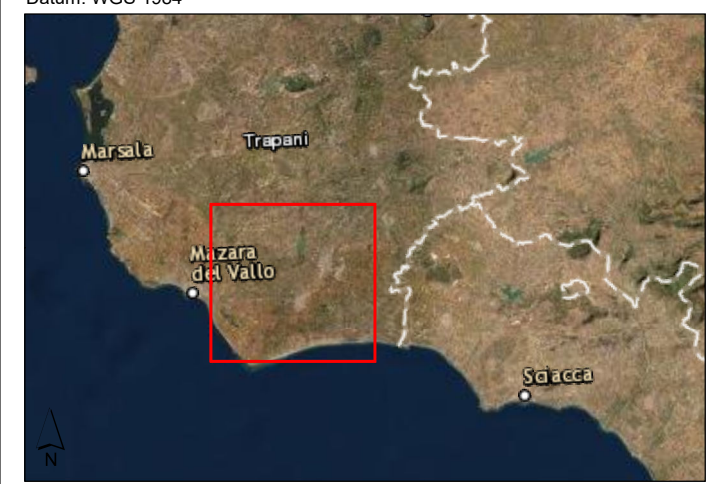 Datum: WGS 1984
Marsala
Trapani
Mazara
del Vallo
Sciacca
N